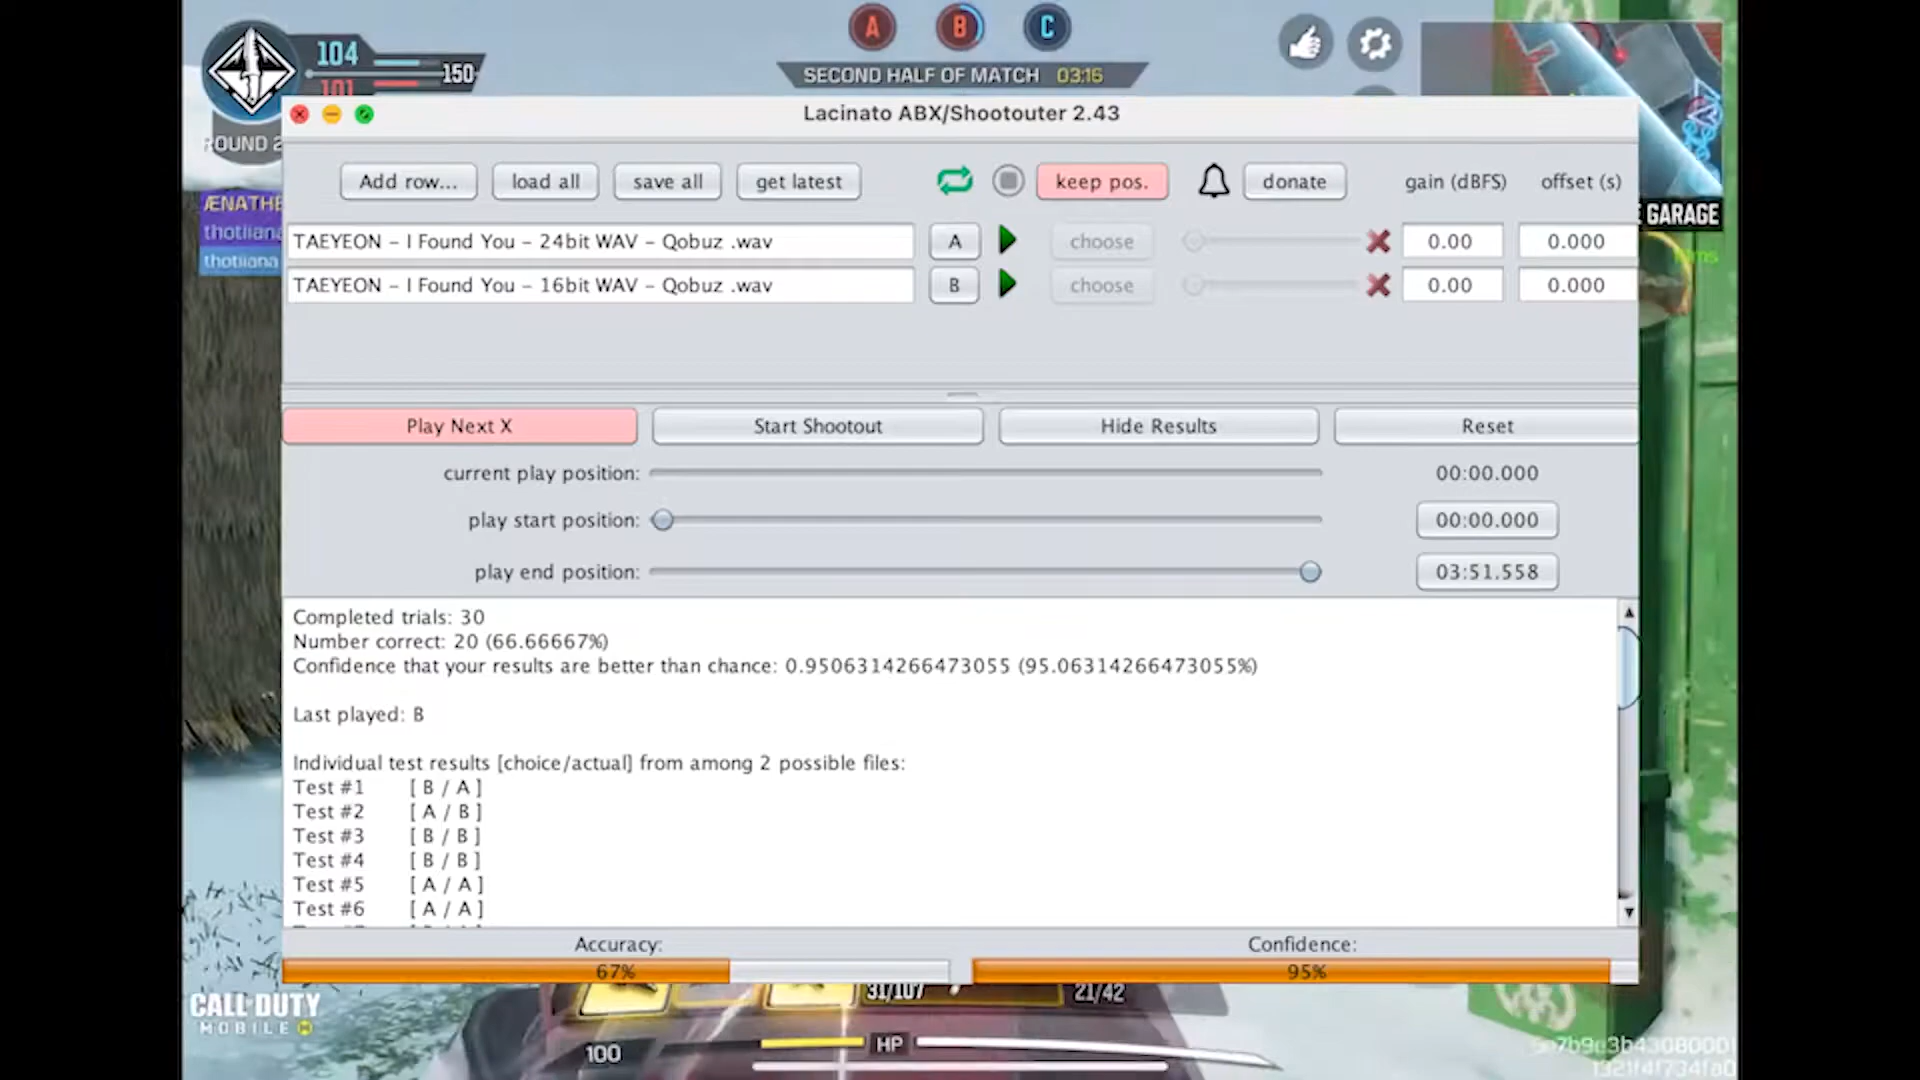 104
101
150
A B C
SECOND HALF OF MATCH 03:16
ROUND 2
Lacinato ABX/Shootouter 2.43
Add row... load all save all get latest keep pos. donate gain (dBFS) offset (s)
ÆNATHE
thotiiana
thotiiana
GARAGE
TAEYEON – I Found You – 24bit WAV – Qobuz .wav A choose 0.00 0.000
TAEYEON – I Found You – 16bit WAV – Qobuz .wav B choose 0.00 0.000
Play Next X Start Shootout Hide Results Reset
current play position: 00:00.000
play start position: 00:00.000
play end position: 03:51.558
Completed trials: 30
Number correct: 20 (66.66667%)
Confidence that your results are better than chance: 0.9506314266473055 (95.06314266473055%)
Last played: B
Individual test results [choice/actual] from among 2 possible files:
Test #1 [ B / A ]
Test #2 [ A / B ]
Test #3 [ B / B ]
Test #4 [ B / B ]
Test #5 [ A / A ]
Test #6 [ A / A ]
Accuracy: Confidence:
67% 95%
31/107 21/42
CALL DUTY
MOBILE
100 HP